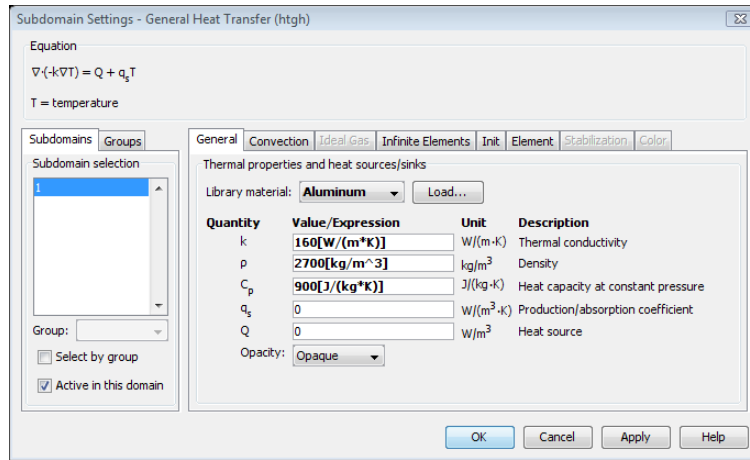 Subdomain Settings - General Heat Transfer (htgh)
Equation
∇·(-k∇T) = Q + qₛT
T = temperature
Subdomains Groups
Subdomain selection
1
Group:
Select by group
Active in this domain
General Convection Ideal Gas Infinite Elements Init Element Stabilization Color
Thermal properties and heat sources/sinks
Library material: Aluminum Load...
Quantity Value/Expression Unit Description
k 160[W/(m*K)] W/(m·K) Thermal conductivity
ρ 2700[kg/m^3] kg/m³ Density
Cₚ 900[J/(kg*K)] J/(kg·K) Heat capacity at constant pressure
qₛ 0 W/(m³·K) Production/absorption coefficient
Q 0 W/m³ Heat source
Opacity: Opaque
OK Cancel Apply Help